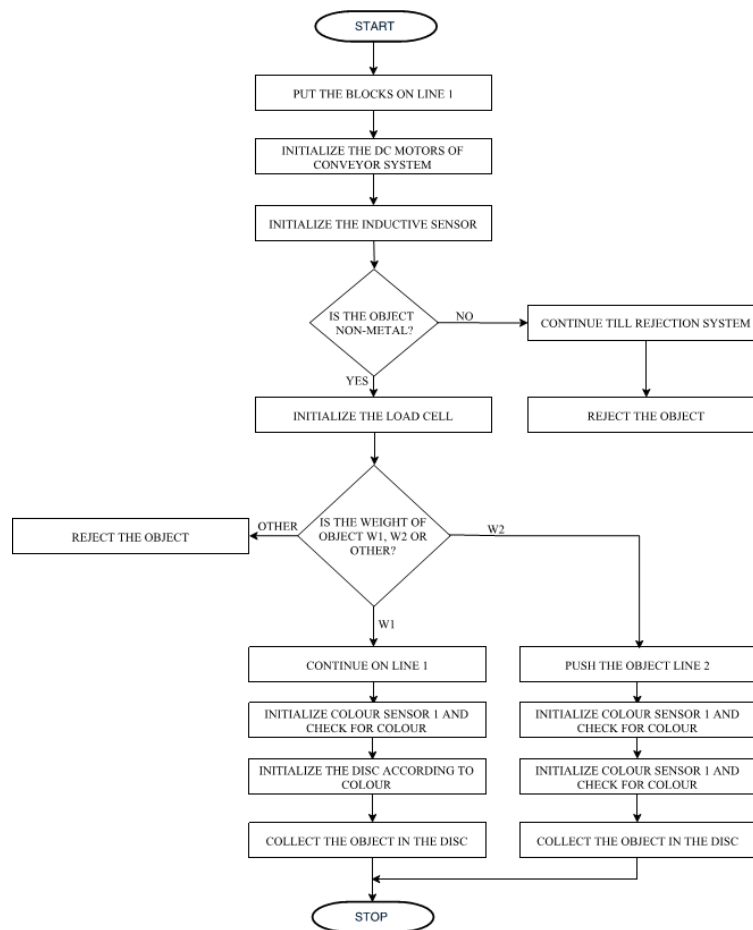 START
PUT THE BLOCKS ON LINE 1
INITIALIZE THE DC MOTORS OF
CONVEYOR SYSTEM
INITIALIZE THE INDUCTIVE SENSOR
IS THE OBJECT
NON-METAL?
NO
CONTINUE TILL REJECTION SYSTEM
YES
INITIALIZE THE LOAD CELL
REJECT THE OBJECT
REJECT THE OBJECT
OTHER
IS THE WEIGHT OF
OBJECT W1, W2 OR
OTHER?
W2
W1
CONTINUE ON LINE 1
PUSH THE OBJECT LINE 2
INITIALIZE COLOUR SENSOR 1 AND
CHECK FOR COLOUR
INITIALIZE COLOUR SENSOR 1 AND
CHECK FOR COLOUR
INITIALIZE THE DISC ACCORDING TO
COLOUR
INITIALIZE COLOUR SENSOR 1 AND
CHECK FOR COLOUR
COLLECT THE OBJECT IN THE DISC
COLLECT THE OBJECT IN THE DISC
STOP